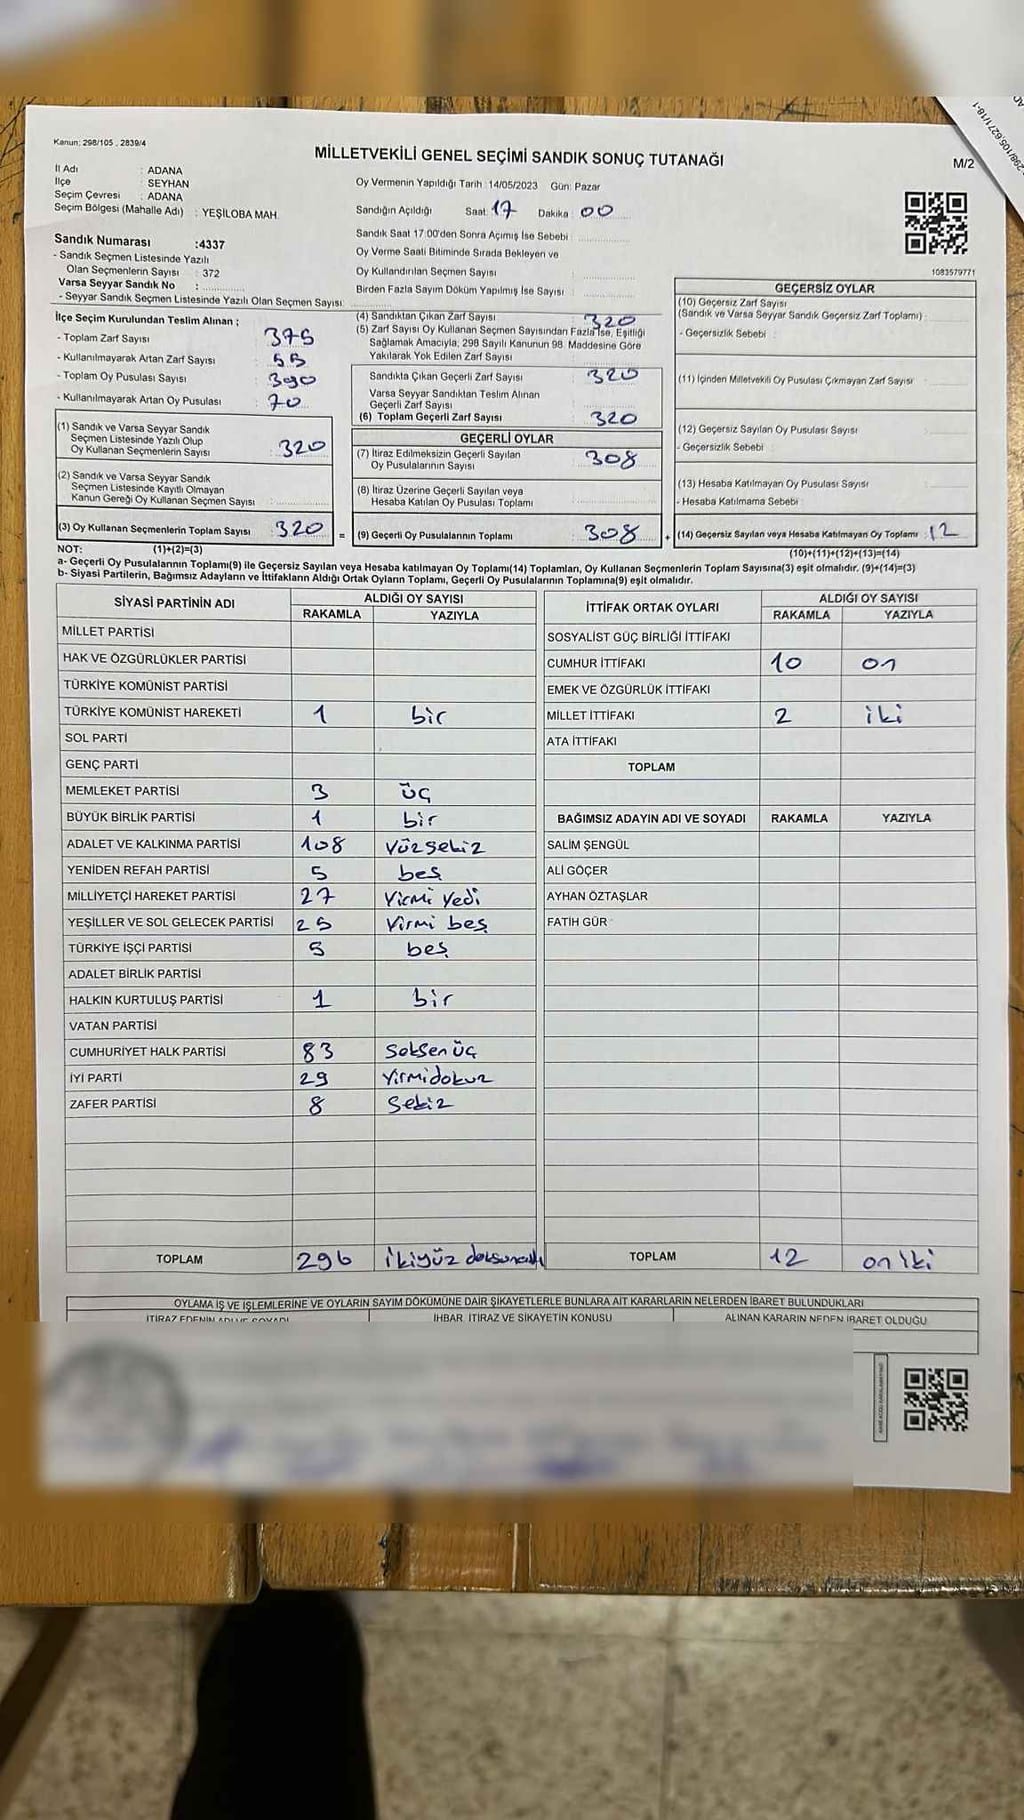 Kanun: 298/105 , 2839/4
MİLLETVEKİLİ GENEL SEÇİMİ SANDIK SONUÇ TUTANAĞI
M/2
298/105,6271/18-1
İl Adı : ADANA
İlçe : SEYHAN
Seçim Çevresi : ADANA
Seçim Bölgesi (Mahalle Adı) : YEŞİLOBA MAH.
Oy Vermenin Yapıldığı Tarih : 14/05/2023 Gün: Pazar
Sandığın Açıldığı Saat: 17 Dakika : 00
Sandık Saat 17:00'den Sonra Açımış İse Sebebi :
Oy Verme Saati Bitiminde Sırada Bekleyen ve
Oy Kullandırılan Seçmen Sayısı :
Birden Fazla Sayım Döküm Yapılmış İse Sayısı :
1083579771
Sandık Numarası :4337
- Sandık Seçmen Listesinde Yazılı
Olan Seçmenlerin Sayısı : 372
Varsa Seyyar Sandık No :
- Seyyar Sandık Seçmen Listesinde Yazılı Olan Seçmen Sayısı:
İlçe Seçim Kurulundan Teslim Alınan ;
- Toplam Zarf Sayısı : 375
- Kullanılmayarak Artan Zarf Sayısı : 55
- Toplam Oy Pusulası Sayısı : 390
- Kullanılmayarak Artan Oy Pusulası : 70
(1) Sandık ve Varsa Seyyar Sandık
Seçmen Listesinde Yazılı Olup
Oy Kullanan Seçmenlerin Sayısı : 320
(2) Sandık ve Varsa Seyyar Sandık
Seçmen Listesinde Kayıtlı Olmayan
Kanun Gereği Oy Kullanan Seçmen Sayısı :
(3) Oy Kullanan Seçmenlerin Toplam Sayısı : 320 =
(4) Sandıktan Çıkan Zarf Sayısı : 320
(5) Zarf Sayısı Oy Kullanan Seçmen Sayısından Fazla İse, Eşitliği
Sağlamak Amacıyla; 298 Sayılı Kanunun 98. Maddesine Göre
Yakılarak Yok Edilen Zarf Sayısı :
Sandıkta Çıkan Geçerli Zarf Sayısı : 320
Varsa Seyyar Sandıktan Teslim Alınan
Geçerli Zarf Sayısı :
(6) Toplam Geçerli Zarf Sayısı : 320
GEÇERLİ OYLAR
(7) İtiraz Edilmeksizin Geçerli Sayılan
Oy Pusulalarının Sayısı : 308
(8) İtiraz Üzerine Geçerli Sayılan veya
Hesaba Katılan Oy Pusulası Toplamı :
(9) Geçerli Oy Pusulalarının Toplamı : 308 +
GEÇERSİZ OYLAR
(10) Geçersiz Zarf Sayısı
(Sandık ve Varsa Seyyar Sandık Geçersiz Zarf Toplamı) :
- Geçersizlik Sebebi :
(11) İçinden Milletvekili Oy Pusulası Çıkmayan Zarf Sayısı :
(12) Geçersiz Sayılan Oy Pusulası Sayısı :
- Geçersizlik Sebebi :
(13) Hesaba Katılmayan Oy Pusulası Sayısı :
- Hesaba Katılmama Sebebi :
(14) Geçersiz Sayılan veya Hesaba Katılmayan Oy Toplamı : 12
(10)+(11)+(12)+(13)=(14)
NOT: (1)+(2)=(3)
a- Geçerli Oy Pusulalarının Toplamı(9) ile Geçersiz Sayılan veya Hesaba katılmayan Oy Toplamı(14) Toplamları, Oy Kullanan Seçmenlerin Toplam Sayısına(3) eşit olmalıdır. (9)+(14)=(3)
b- Siyasi Partilerin, Bağımsız Adayların ve İttifakların Aldığı Ortak Oyların Toplamı, Geçerli Oy Pusulalarının Toplamına(9) eşit olmalıdır.
SİYASİ PARTİNİN ADI ALDIĞI OY SAYISI
RAKAMLA YAZIYLA
MİLLET PARTİSİ
HAK VE ÖZGÜRLÜKLER PARTİSİ
TÜRKİYE KOMÜNİST PARTİSİ
TÜRKİYE KOMÜNİST HAREKETİ 1 bir
SOL PARTİ
GENÇ PARTİ
MEMLEKET PARTİSİ 3 üç
BÜYÜK BİRLİK PARTİSİ 1 bir
ADALET VE KALKINMA PARTİSİ 108 yüzsekiz
YENİDEN REFAH PARTİSİ 5 beş
MİLLİYETÇİ HAREKET PARTİSİ 27 Yirmi yedi
YEŞİLLER VE SOL GELECEK PARTİSİ 25 Yirmi beş
TÜRKİYE İŞÇİ PARTİSİ 5 beş
ADALET BİRLİK PARTİSİ
HALKIN KURTULUŞ PARTİSİ 1 bir
VATAN PARTİSİ
CUMHURİYET HALK PARTİSİ 83 Seksen üç
İYİ PARTİ 29 Yirmidokuz
ZAFER PARTİSİ 8 Sekiz
TOPLAM 296 ikiyüz doksanaltı
İTTİFAK ORTAK OYLARI ALDIĞI OY SAYISI
RAKAMLA YAZIYLA
SOSYALİST GÜÇ BİRLİĞİ İTTİFAKI
CUMHUR İTTİFAKI 10 on
EMEK VE ÖZGÜRLÜK İTTİFAKI
MİLLET İTTİFAKI 2 iki
ATA İTTİFAKI
TOPLAM
BAĞIMSIZ ADAYIN ADI VE SOYADI RAKAMLA YAZIYLA
SALİM ŞENGÜL
ALİ GÖÇER
AYHAN ÖZTAŞLAR
FATİH GÜR
TOPLAM 12 on iki
OYLAMA İŞ VE İŞLEMLERİNE VE OYLARIN SAYIM DÖKÜMÜNE DAİR ŞİKAYETLERLE BUNLARA AİT KARARLARIN NELERDEN İBARET BULUNDUKLARI
İTİRAZ EDENİN ADI VE SOYADI İHBAR, İTİRAZ VE ŞİKAYETİN KONUSU ALINAN KARARIN NEDEN İBARET OLDUĞU